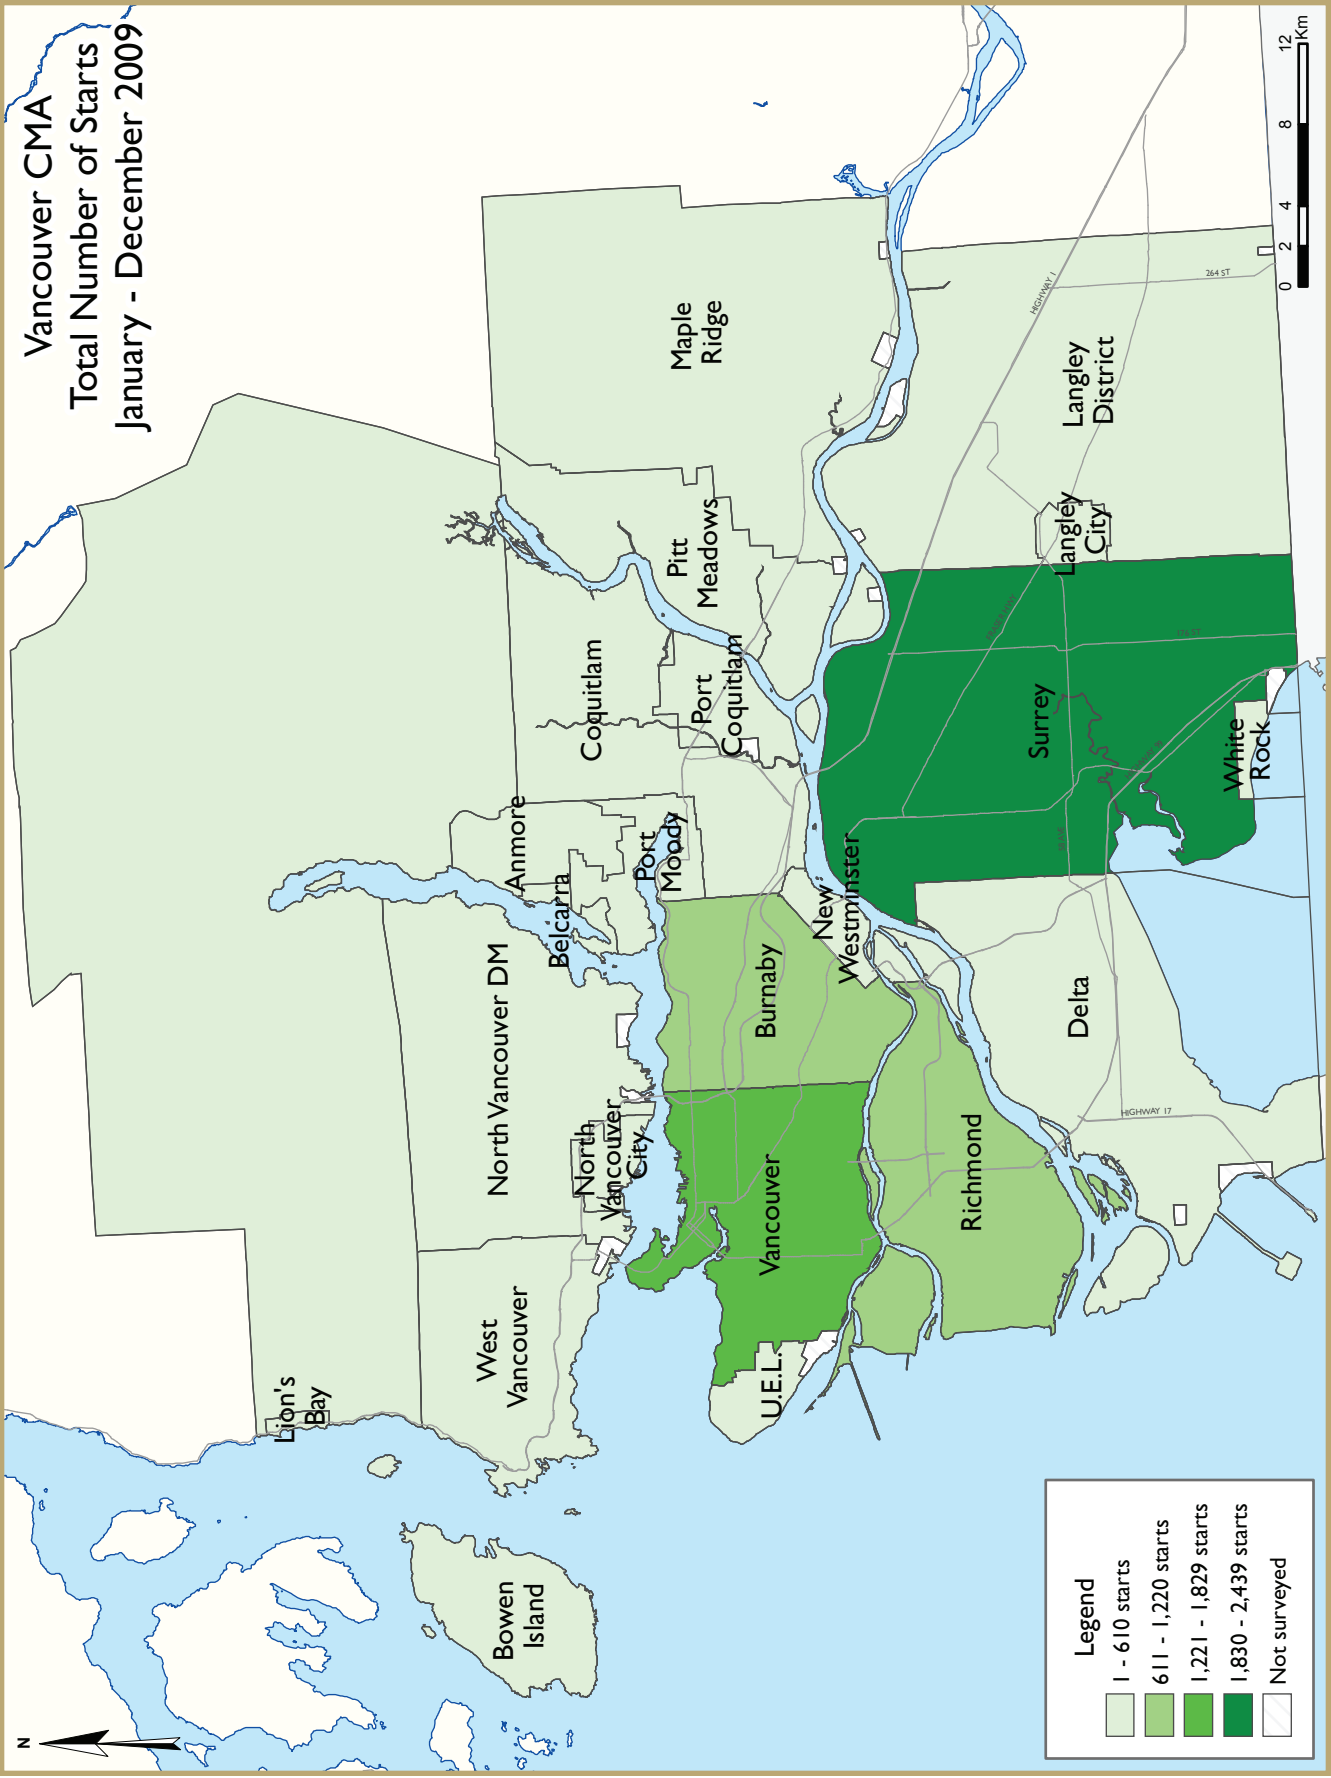 Vancouver CMA
Total Number of Starts
January - December 2009
N
Lion's
Bay
Bowen
Island
West
Vancouver
North Vancouver DM
North
Vancouver
City
Belcarra
Anmore
Port
Moody
Coquitlam
Port
Coquitlam
Pitt
Meadows
Maple
Ridge
U.E.L.
Vancouver
Burnaby
New
Westminster
Richmond
Delta
Surrey
White
Rock
Langley
City
Langley
District
HIGHWAY 1
264 ST
176 ST
HIGHWAY 17
Legend
1 - 610 starts
611 - 1,220 starts
1,221 - 1,829 starts
1,830 - 2,439 starts
Not surveyed
0 2 4 8 12
Km